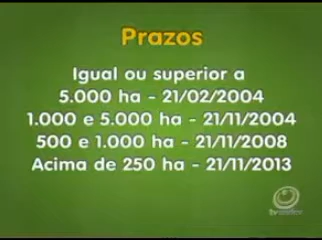 Prazos
Igual ou superior a
5.000 ha - 21/02/2004
1.000 e 5.000 ha - 21/11/2004
500 e 1.000 ha - 21/11/2008
Acima de 250 ha - 21/11/2013